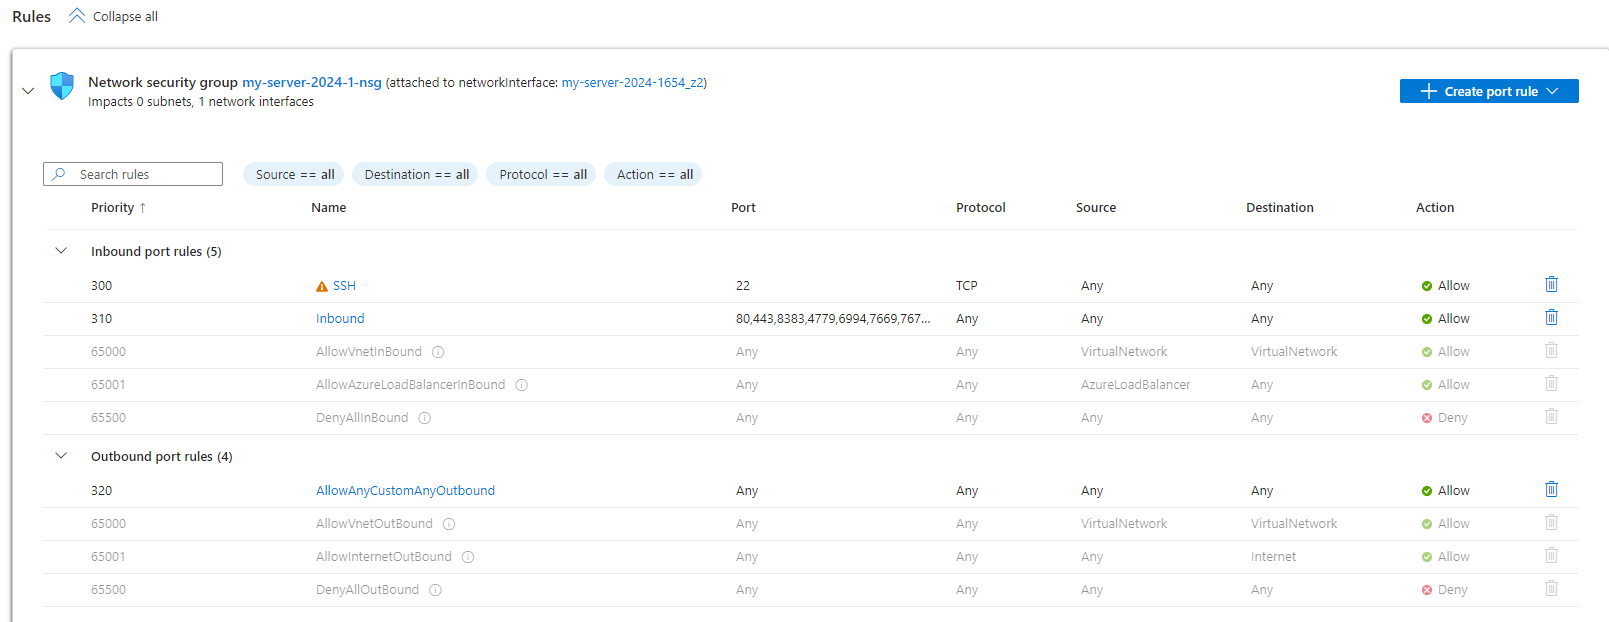 Rules Collapse all
Network security group my-server-2024-1-nsg (attached to networkInterface: my-server-2024-1654_z2)
Impacts 0 subnets, 1 network interfaces
Create port rule
Search rules Source == all Destination == all Protocol == all Action == all
Priority ↑ Name Port Protocol Source Destination Action
Inbound port rules (5)
300 SSH 22 TCP Any Any Allow
310 Inbound 80,443,8383,4779,6994,7669,767... Any Any Any Allow
65000 AllowVnetInBound Any Any VirtualNetwork VirtualNetwork Allow
65001 AllowAzureLoadBalancerInBound Any Any AzureLoadBalancer Any Allow
65500 DenyAllInBound Any Any Any Any Deny
Outbound port rules (4)
320 AllowAnyCustomAnyOutbound Any Any Any Any Allow
65000 AllowVnetOutBound Any Any VirtualNetwork VirtualNetwork Allow
65001 AllowInternetOutBound Any Any Any Internet Allow
65500 DenyAllOutBound Any Any Any Any Deny